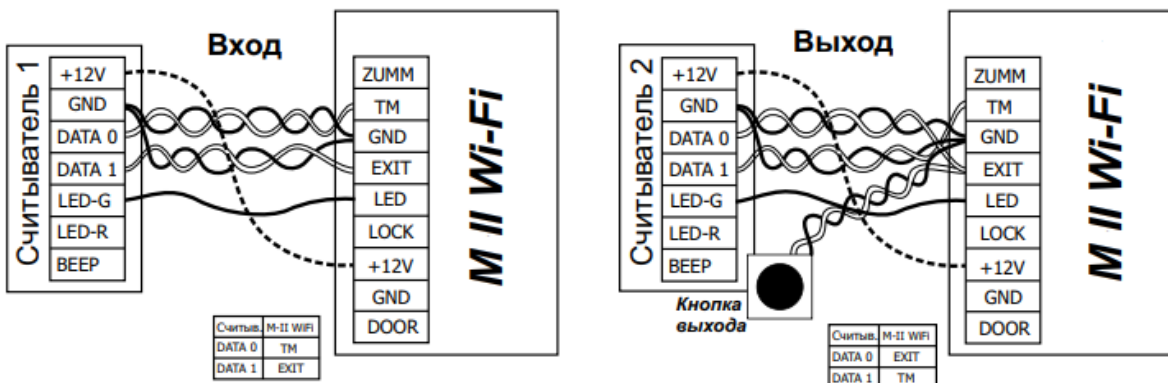 Вход
Считыватель 1
+12V
GND
DATA 0
DATA 1
LED-G
LED-R
BEEP
ZUMM
TM
GND
EXIT
LED
LOCK
+12V
GND
DOOR
M II Wi-Fi
Считыв. M-II WiFi
DATA 0 TM
DATA 1 EXIT
Выход
Считыватель 2
+12V
GND
DATA 0
DATA 1
LED-G
LED-R
BEEP
Кнопка
выхода
ZUMM
TM
GND
EXIT
LED
LOCK
+12V
GND
DOOR
M II Wi-Fi
Считыв. M-II WiFi
DATA 0 EXIT
DATA 1 TM